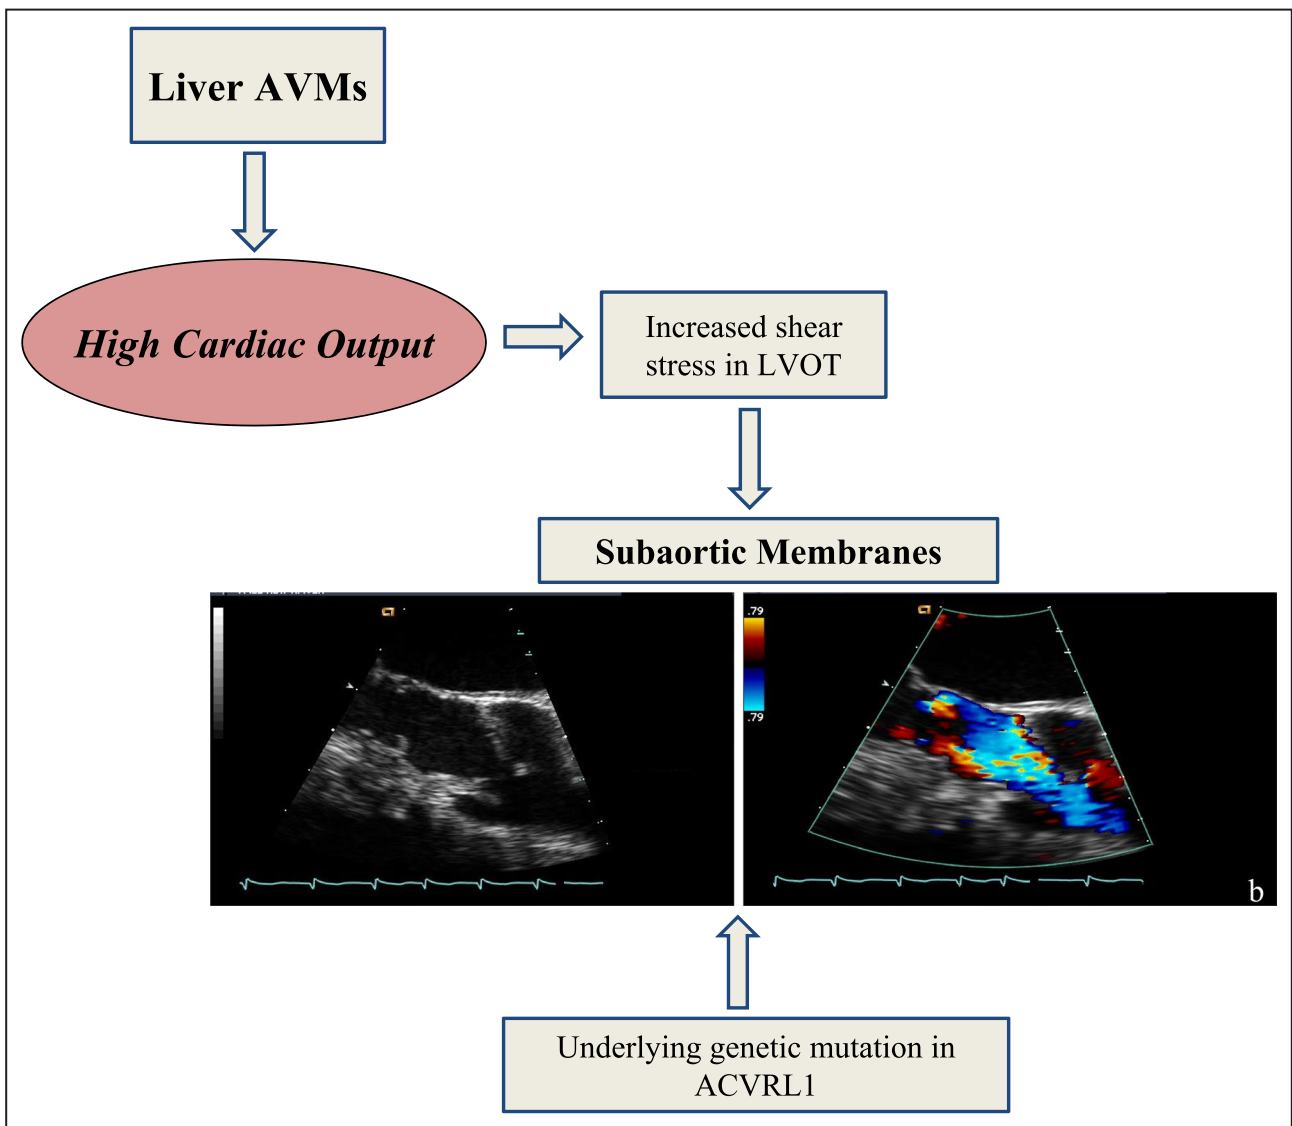 Liver AVMs
High Cardiac Output
Increased shear
stress in LVOT
Subaortic Membranes
.79
.79
b
Underlying genetic mutation in
ACVRL1